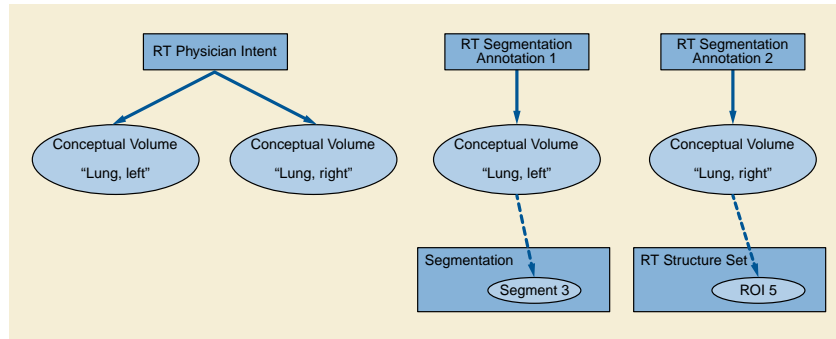 RT Physician Intent
Conceptual Volume
“Lung, left”
Conceptual Volume
“Lung, right”
RT Segmentation
Annotation 1
Conceptual Volume
“Lung, left”
Segmentation
Segment 3
RT Segmentation
Annotation 2
Conceptual Volume
“Lung, right”
RT Structure Set
ROI 5